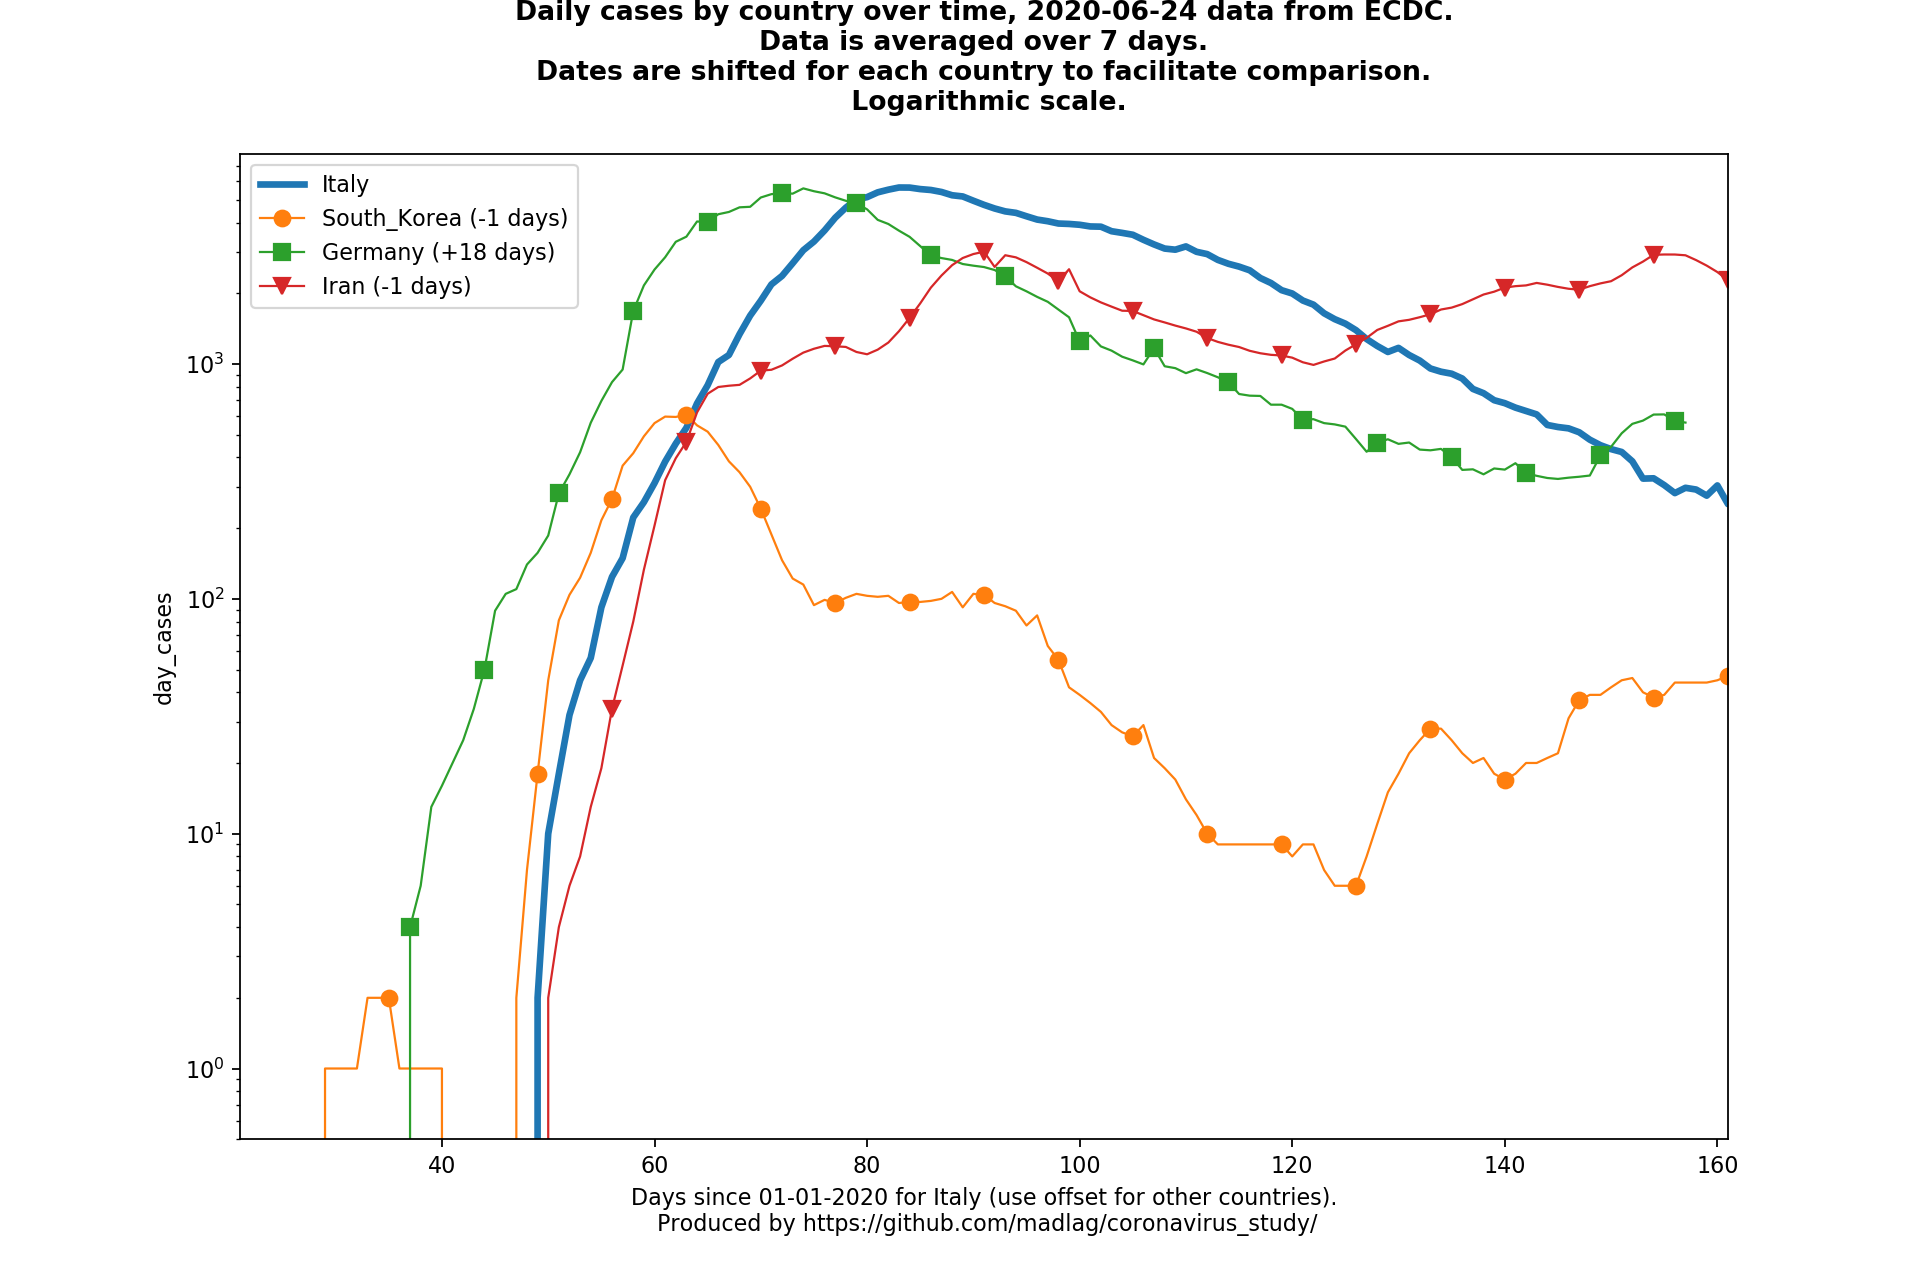 Daily cases by country over time, 2020-06-24 data from ECDC.
Data is averaged over 7 days.
Dates are shifted for each country to facilitate comparison.
Logarithmic scale.
Italy
South_Korea (-1 days)
Germany (+18 days)
Iran (-1 days)
10³
10²
10¹
10⁰
day_cases
40 60 80 100 120 140 160
Days since 01-01-2020 for Italy (use offset for other countries).
Produced by https://github.com/madlag/coronavirus_study/